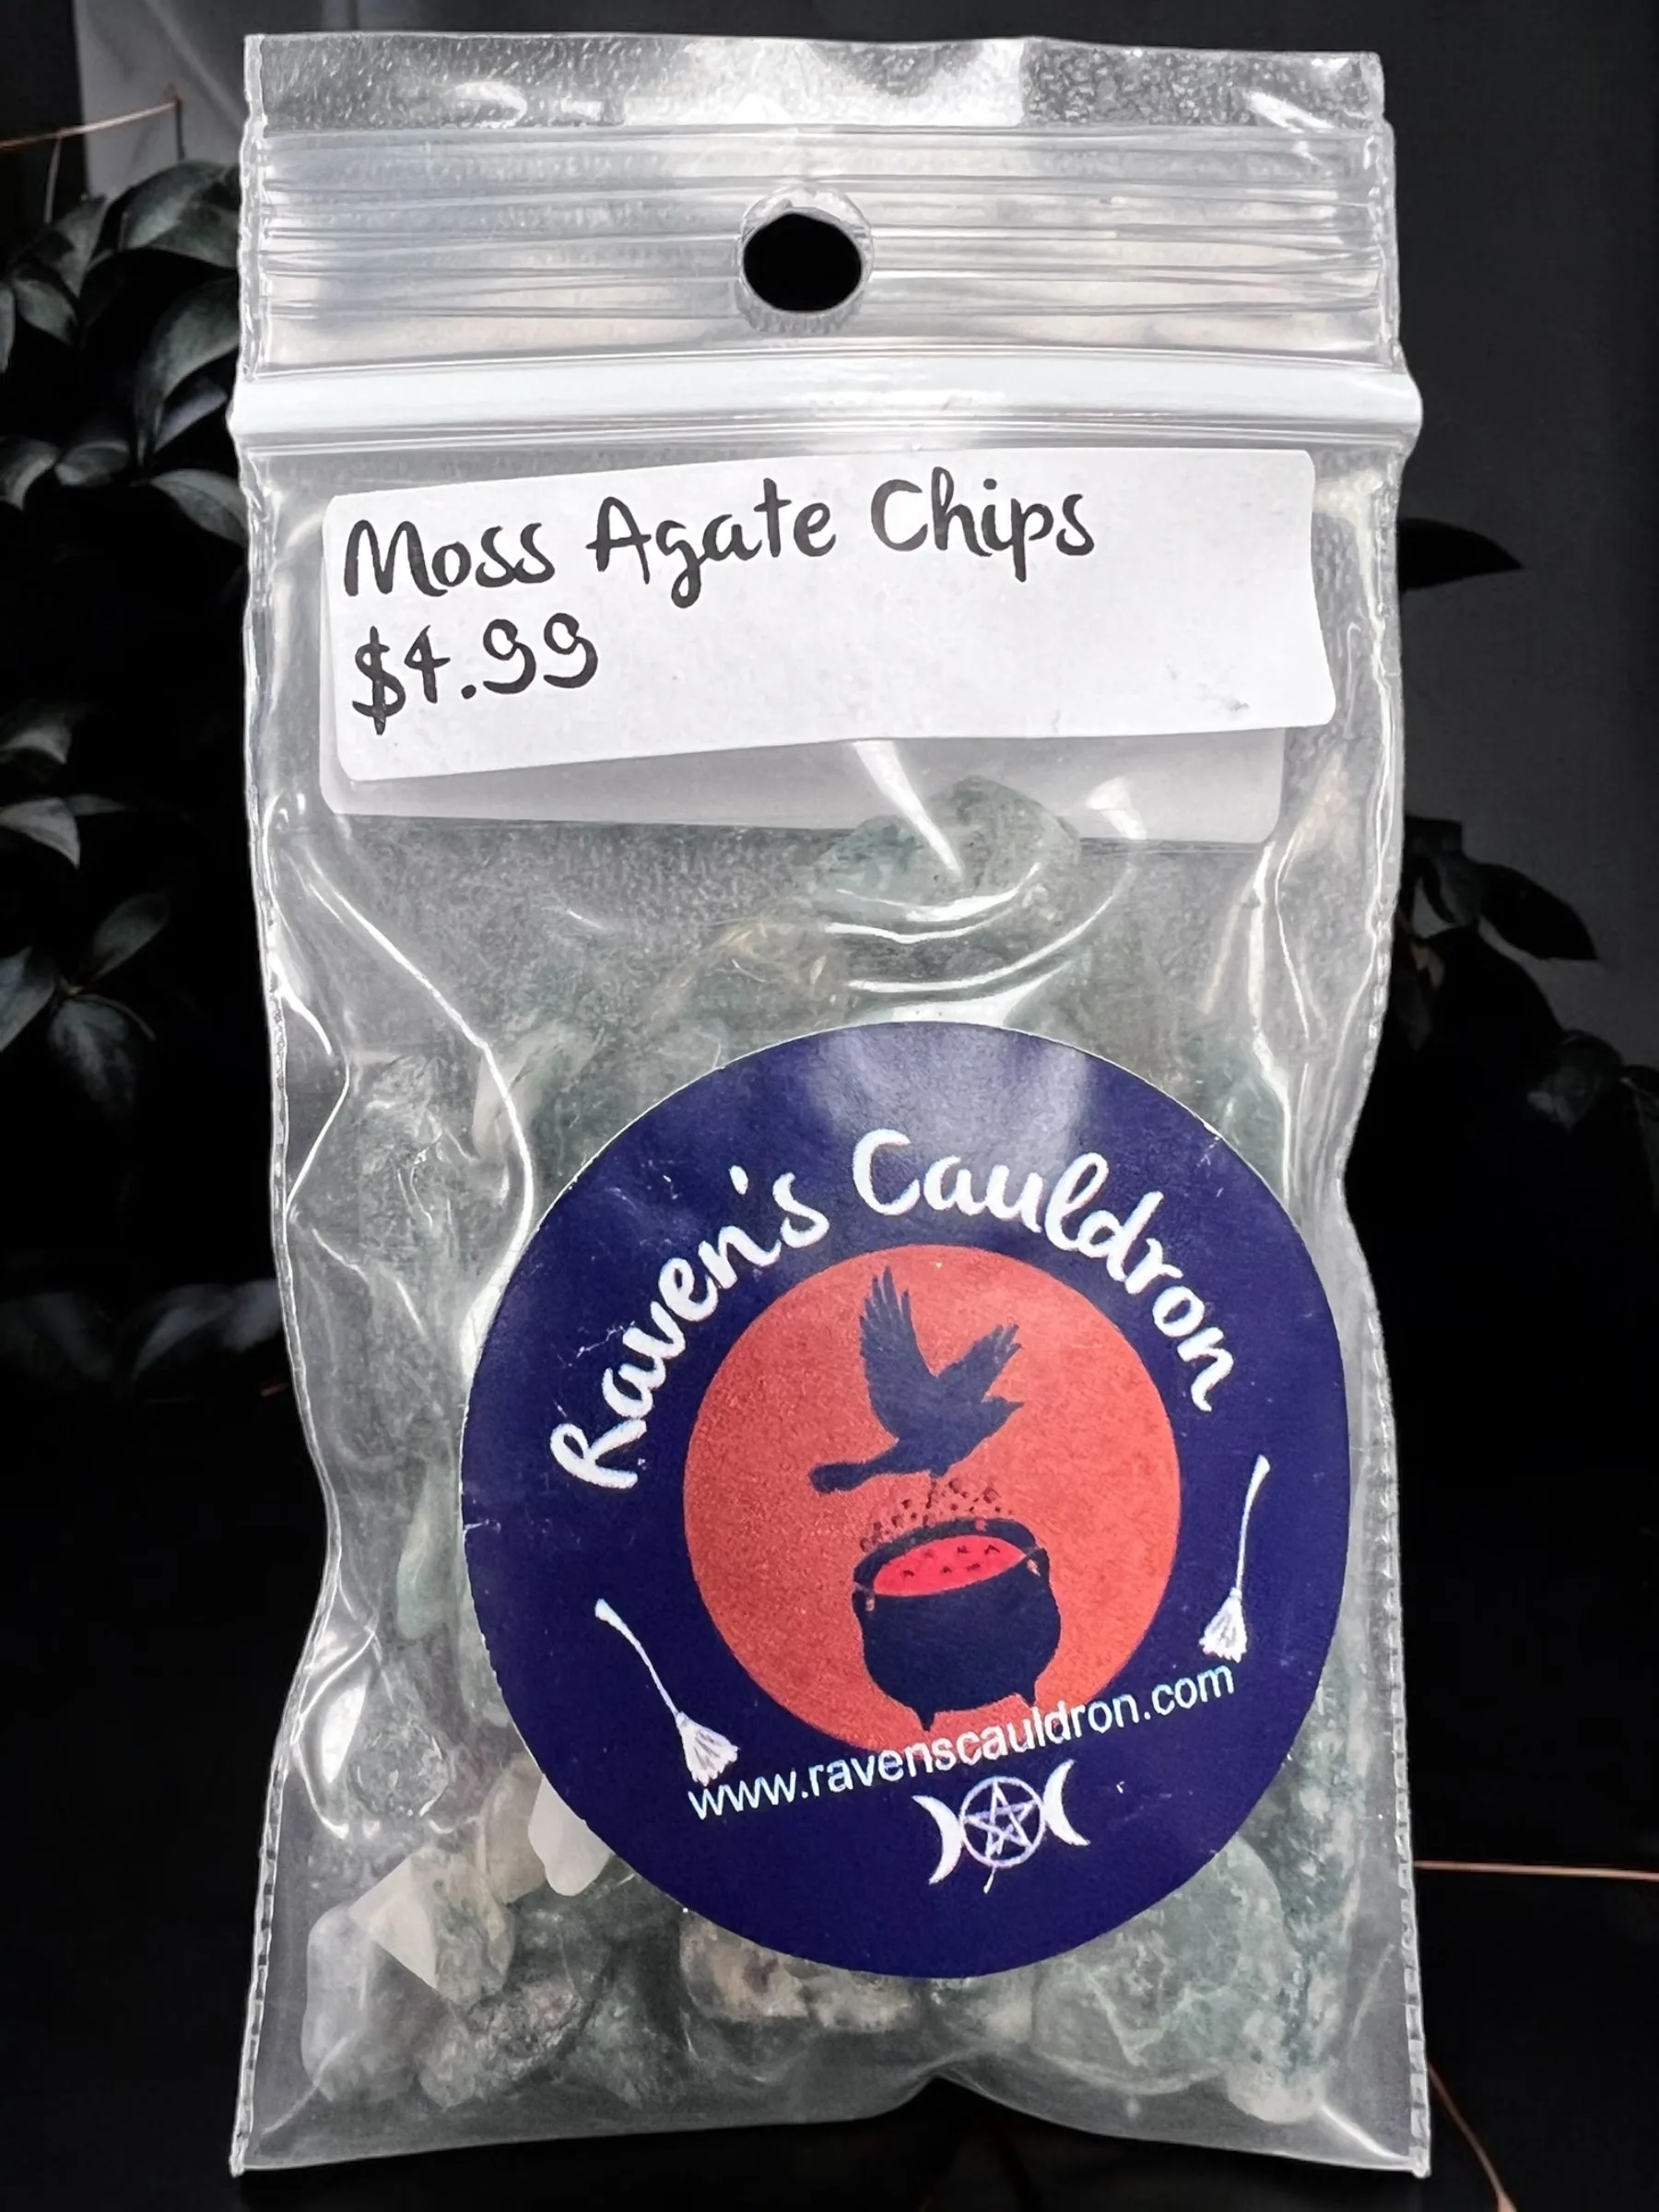 Moss Agate Chips
$4.99
Raven's Cauldron
www.ravenscauldron.com